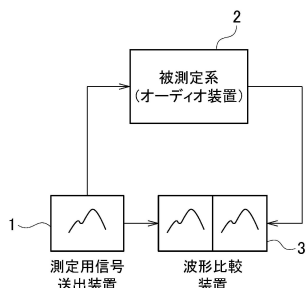 2
被測定系
(オーディオ装置)
1
3
測定用信号
送出装置
波形比較
装置